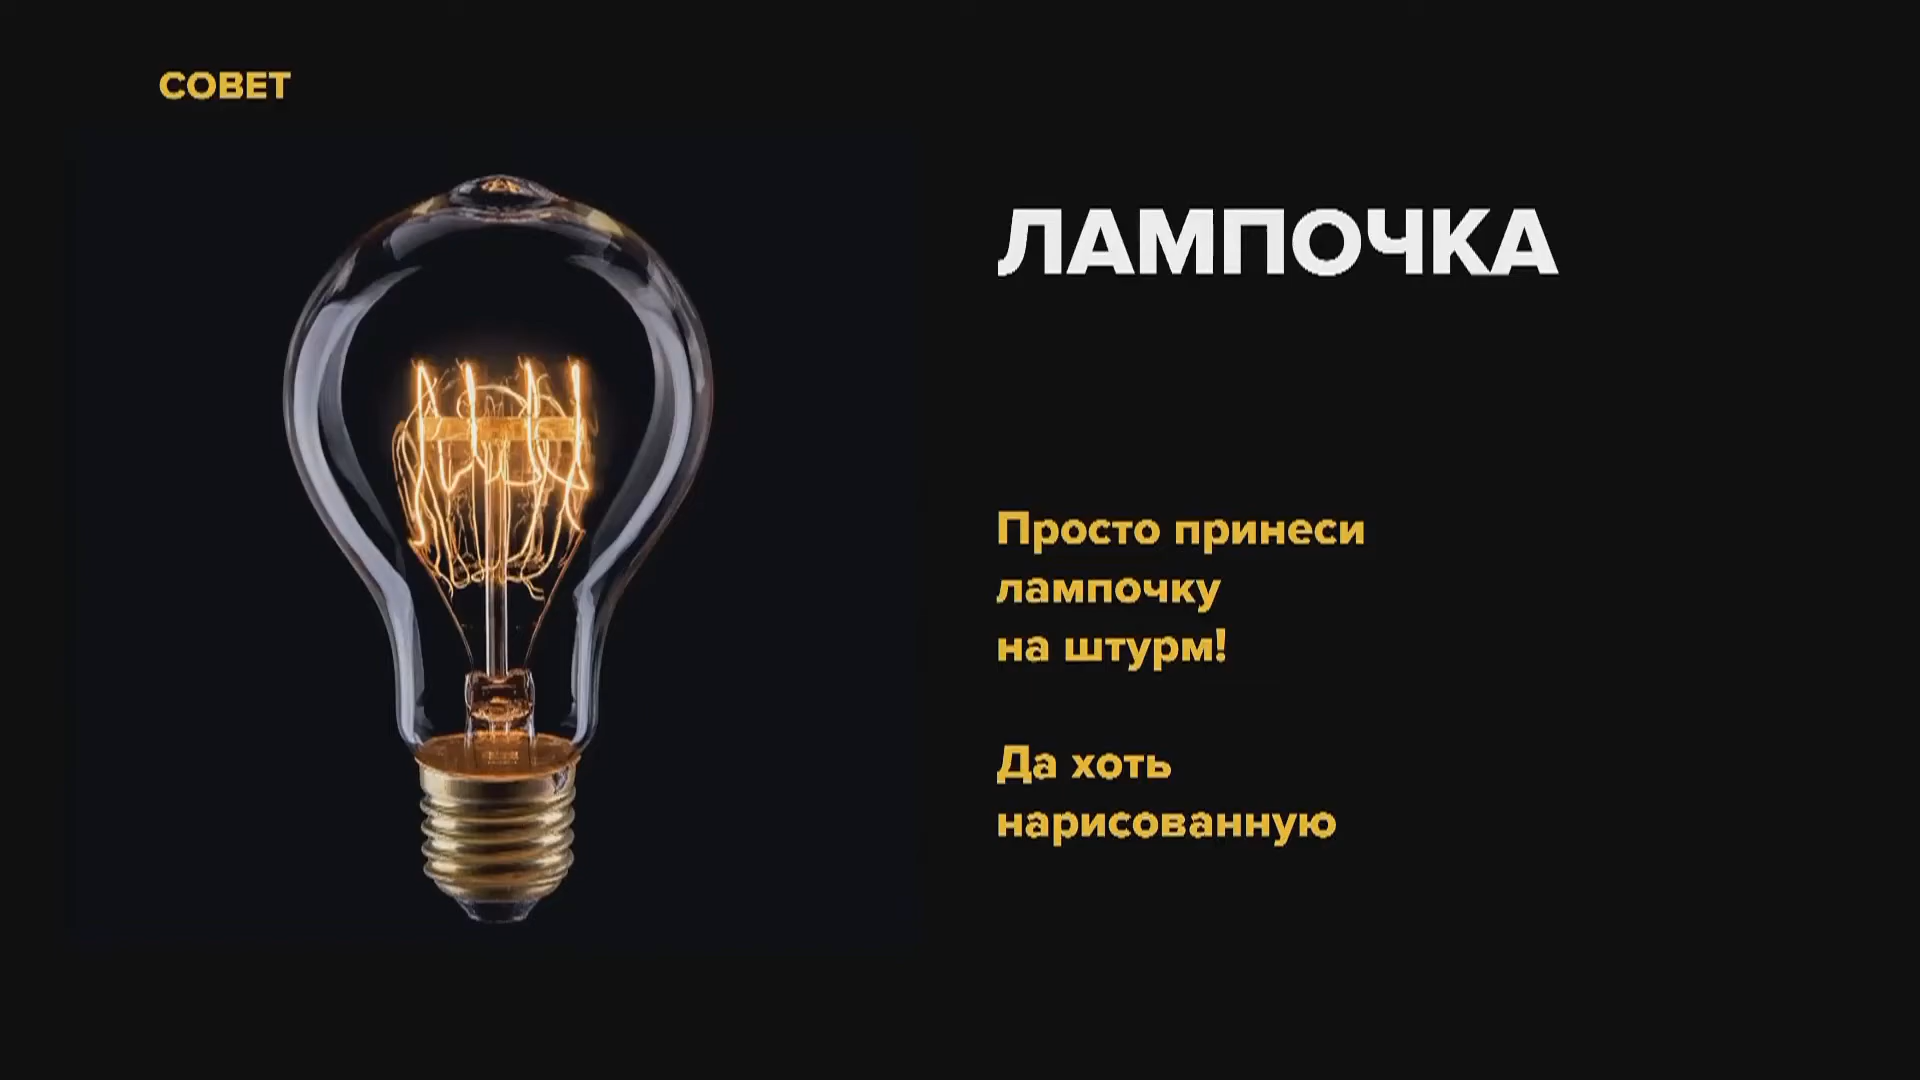 СОВЕТ
ЛАМПОЧКА
Просто принеси
лампочку
на штурм!
Да хоть
нарисованную